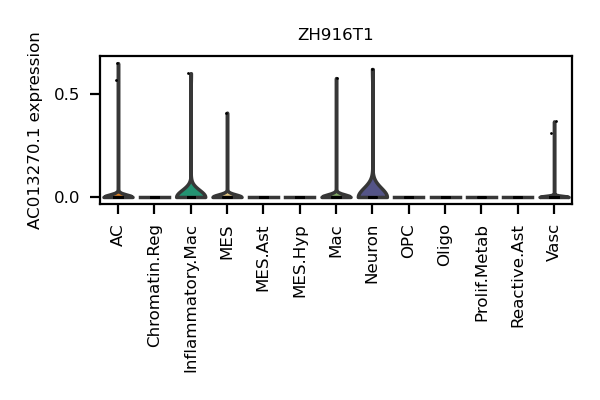 ZH916T1
AC013270.1 expression
0.5
0.0
AC
Chromatin.Reg
Inflammatory.Mac
MES
MES.Ast
MES.Hyp
Mac
Neuron
OPC
Oligo
Prolif.Metab
Reactive.Ast
Vasc